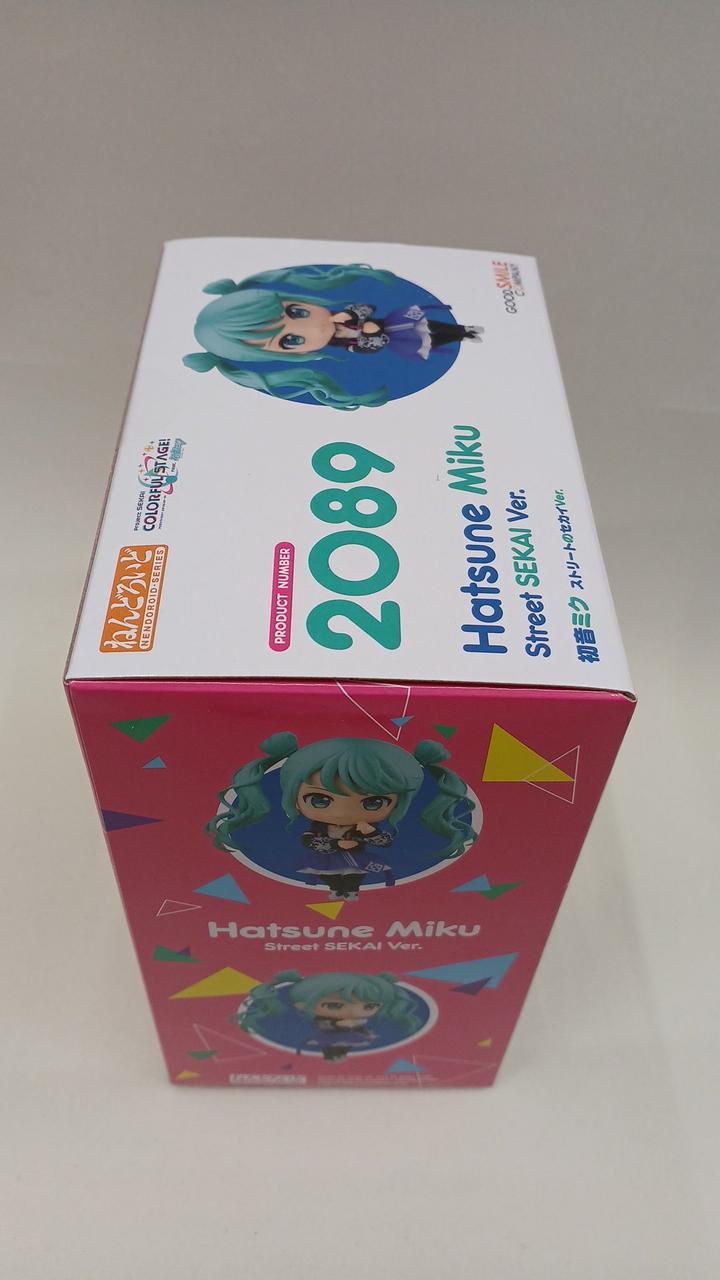 GOOD SMILE
COMPANY
Project SEKAI
COLORFUL STAGE!
ねんどろいど
NENDOROID·SERIES
PRODUCT NUMBER
2089
Hatsune Miku
Street SEKAI Ver.
初音ミク ストリートのセカイVer.
Hatsune Miku
Street SEKAI Ver.